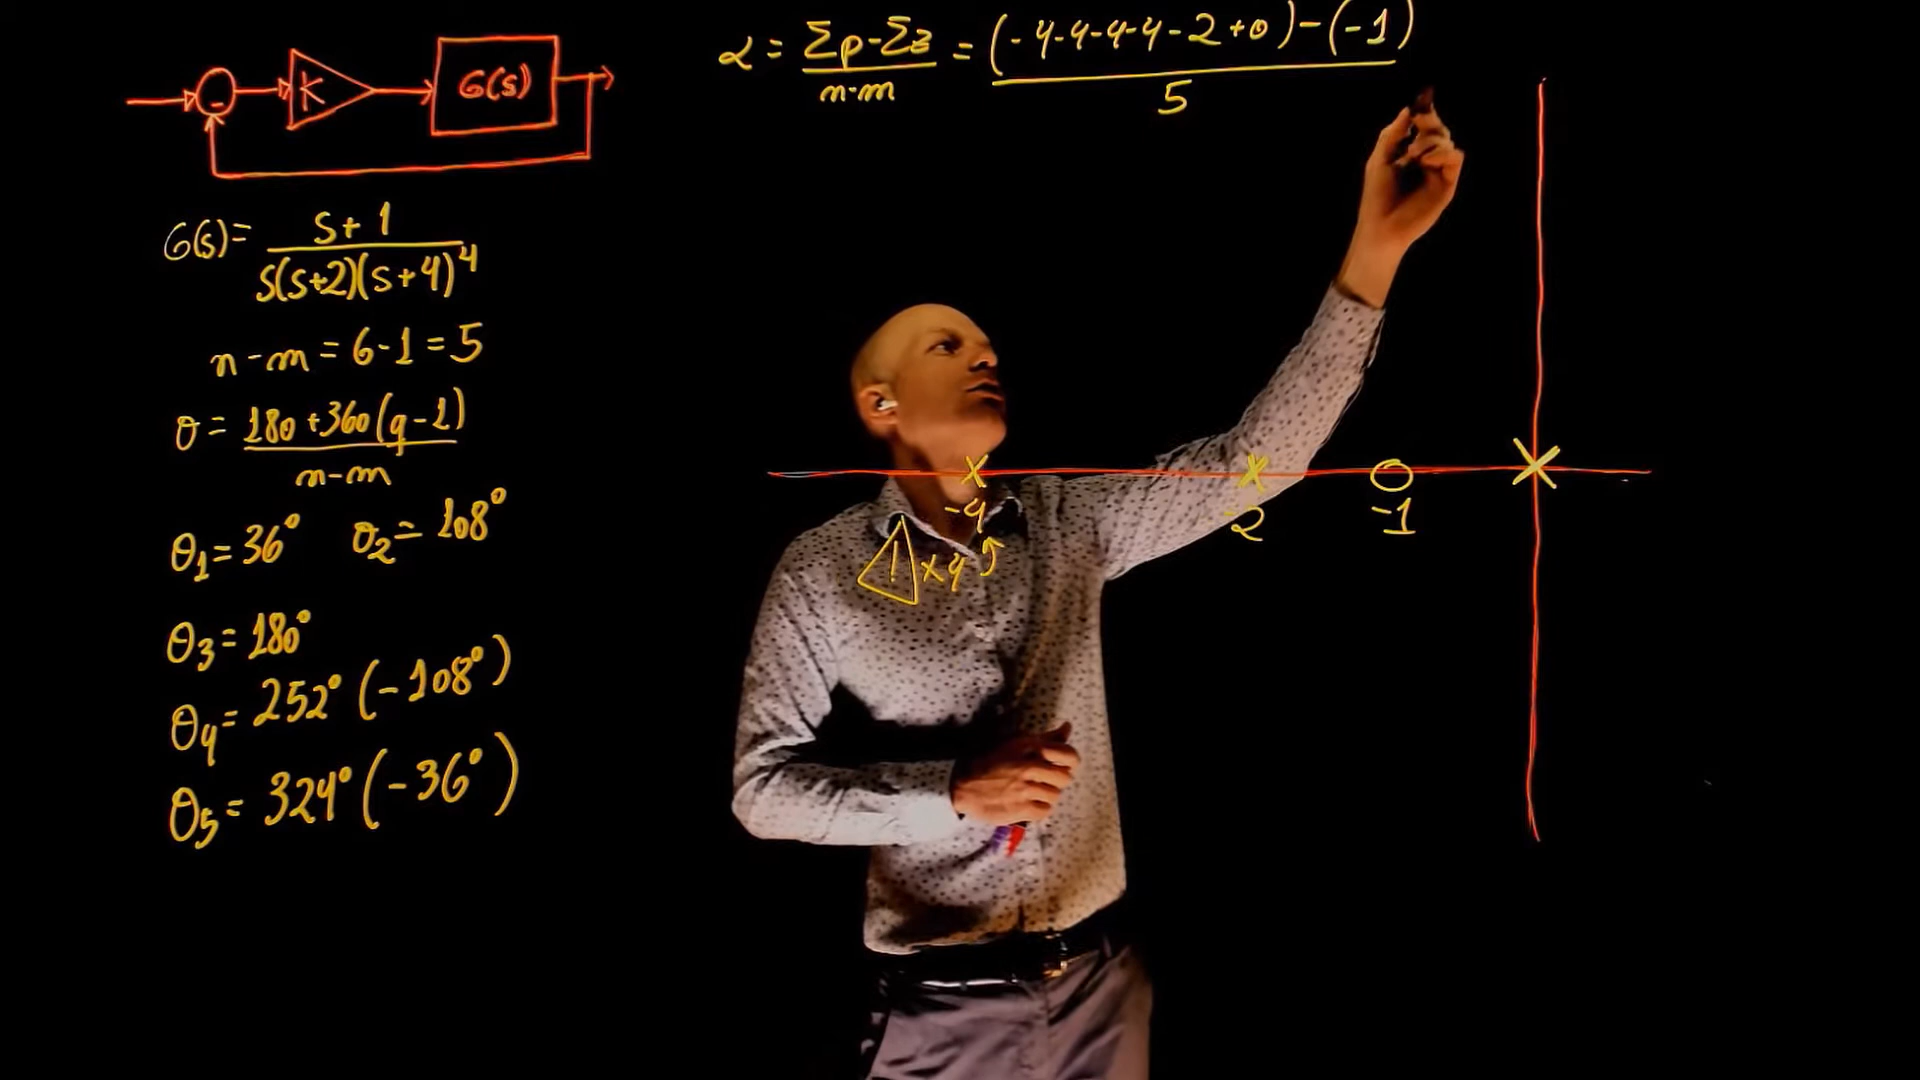 K
G(s)
α = Σp-Σz / n-m = (-4-4-4-4-2+0)-(-1) / 5
G(s)= s+1 / s(s+2)(s+4)^4
n-m=6-1=5
θ= 180+360(q-1) / n-m
θ1=36° θ2=108°
θ3=180°
θ4=252°(-108°)
θ5=324°(-36°)
-4 -2 -1
! x4